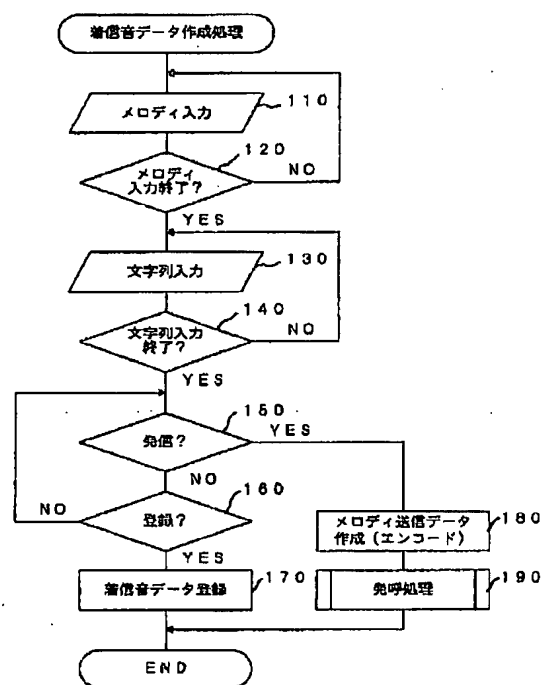 着信音データ作成処理
メロディ入力
110
120
メロディ
入力終了?
NO
YES
文字列入力
130
140
文字列入力
終了?
NO
YES
150
発信?
YES
NO
160
登録?
NO
YES
メロディ送信データ
作成(エンコード)
180
着信音データ登録
170
発呼処理
190
END